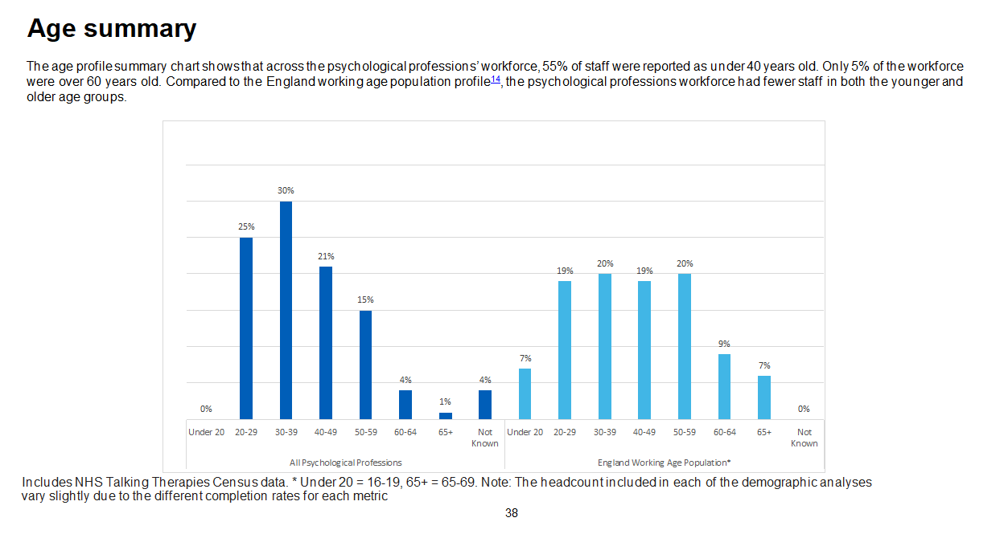 Age summary
The age profile summary chart shows that across the psychological professions’ workforce, 55% of staff were reported as under 40 years old. Only 5% of the workforce
were over 60 years old. Compared to the England working age population profile14, the psychological professions workforce had fewer staff in both the younger and
older age groups.
0%
25%
30%
21%
15%
4%
1%
4%
7%
19%
20%
19%
20%
9%
7%
0%
Under 20 20-29 30-39 40-49 50-59 60-64 65+ Not Known Under 20 20-29 30-39 40-49 50-59 60-64 65+ Not Known
All Psychological Professions England Working Age Population*
Includes NHS Talking Therapies Census data. * Under 20 = 16-19, 65+ = 65-69. Note: The headcount included in each of the demographic analyses
vary slightly due to the different completion rates for each metric
38